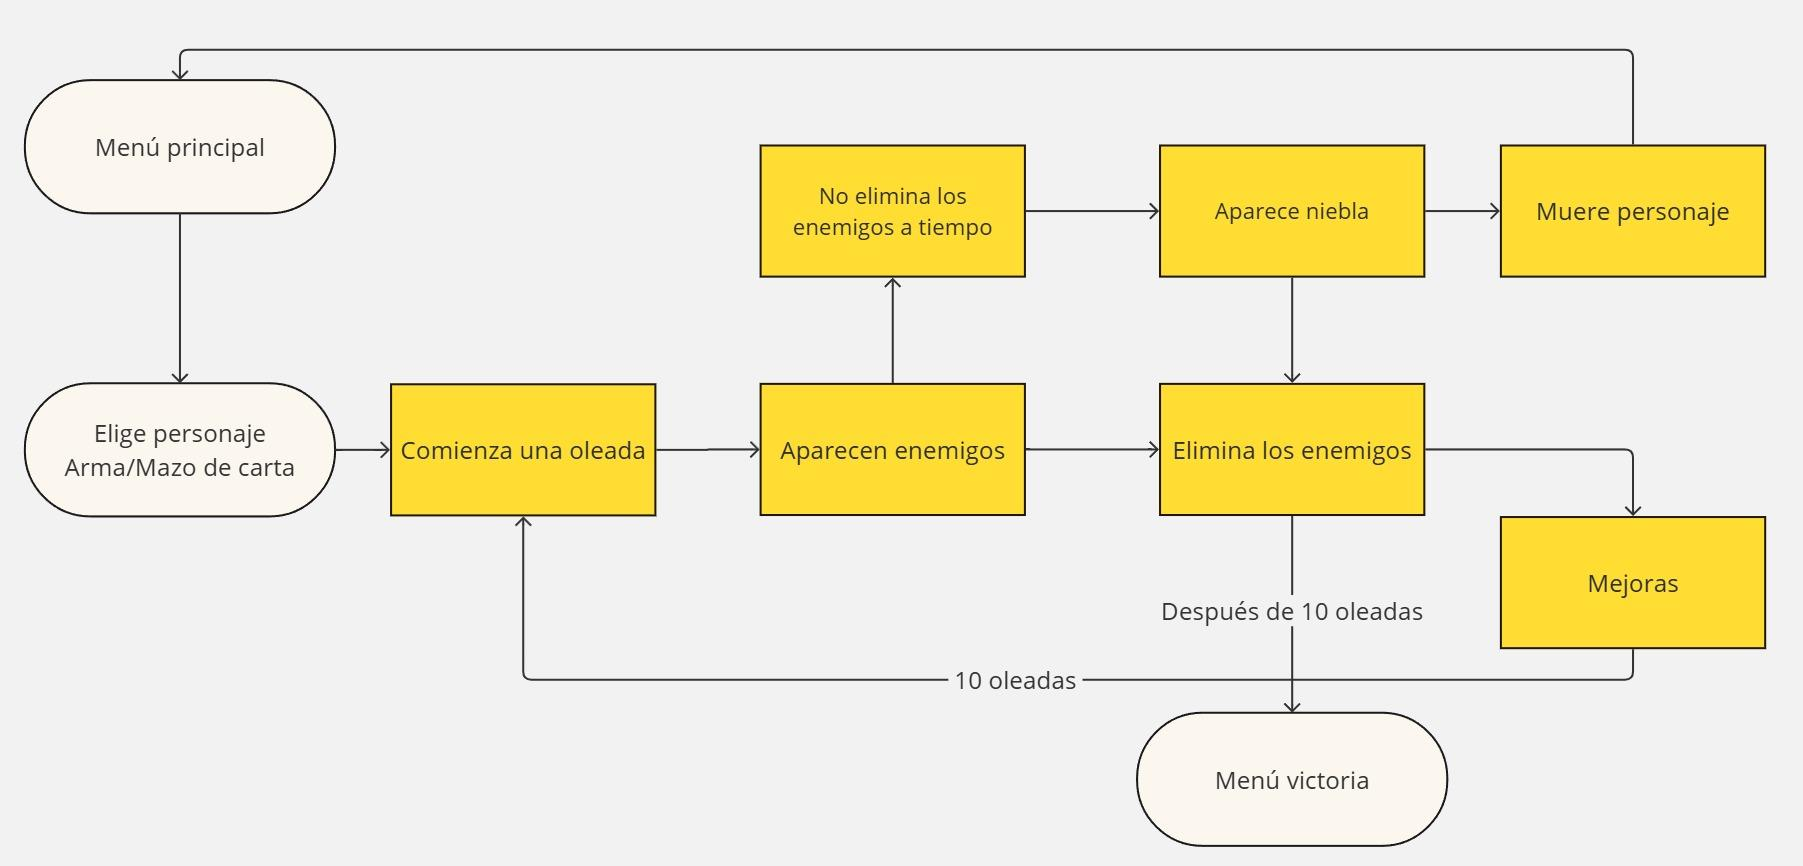 Menú principal
No elimina los
enemigos a tiempo
Aparece niebla
Muere personaje
Elige personaje
Arma/Mazo de carta
Comienza una oleada
Aparecen enemigos
Elimina los enemigos
Mejoras
Después de 10 oleadas
10 oleadas
Menú victoria